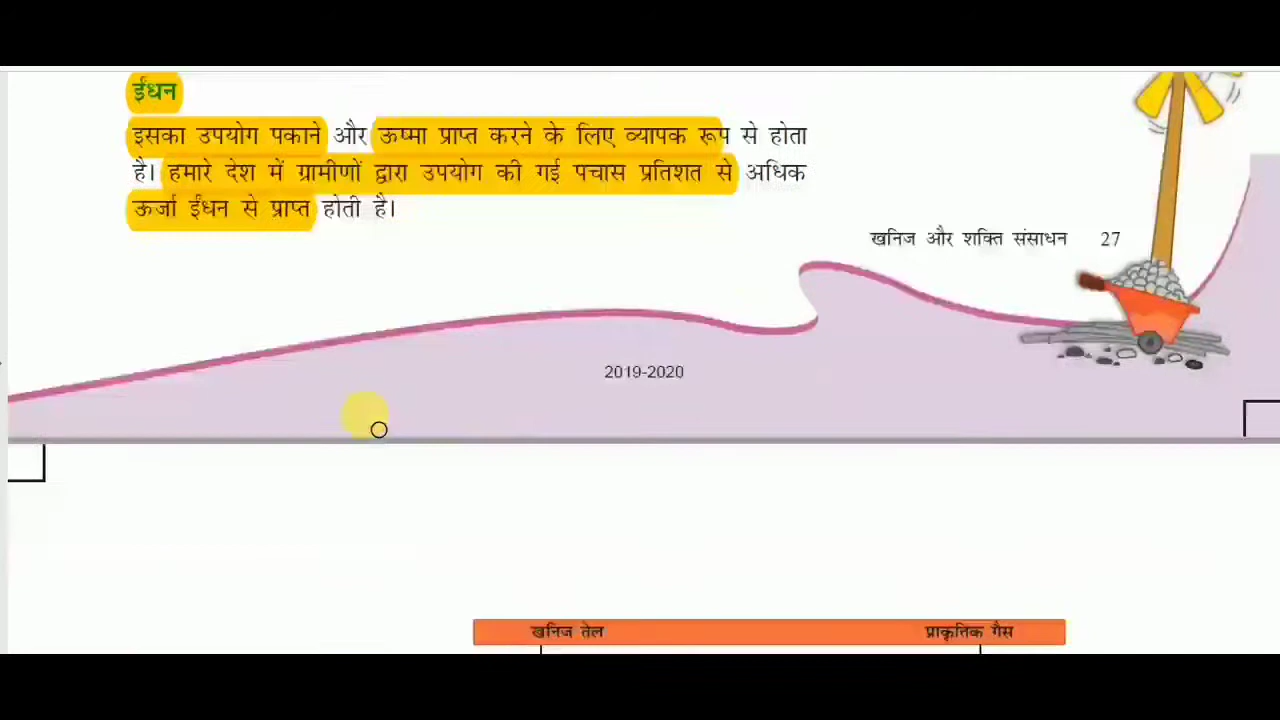 ईंधन
इसका उपयोग पकाने और ऊष्मा प्राप्त करने के लिए व्यापक रूप से होता
है। हमारे देश में ग्रामीणों द्वारा उपयोग की गई पचास प्रतिशत से अधिक
ऊर्जा ईंधन से प्राप्त होती है।
खनिज और शक्ति संसाधन 27
2019-2020
खनिज तेल प्राकृतिक गैस